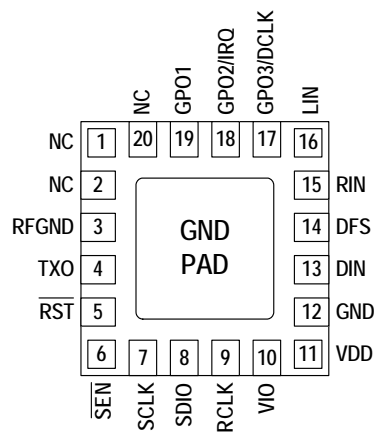 NC
GPO1
GPO2/IRQ
GPO3/DCLK
LIN
NC 1 20 19 18 17 16
NC 2 15 RIN
RFGND 3 14 DFS
GND
PAD
TXO 4 13 DIN
RST 5 12 GND
6 7 8 9 10 11 VDD
SEN
SCLK
SDIO
RCLK
VIO